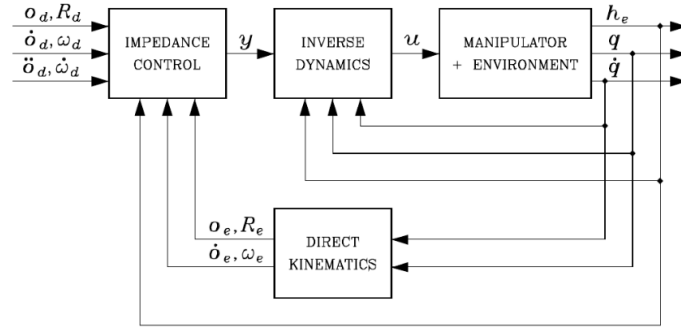 o_d, R_d
ȯ_d, ω_d
ö_d, ω̇_d
IMPEDANCE
CONTROL
y
INVERSE
DYNAMICS
u
MANIPULATOR
+ ENVIRONMENT
h_e
q
q̇
o_e, R_e
ȯ_e, ω_e
DIRECT
KINEMATICS